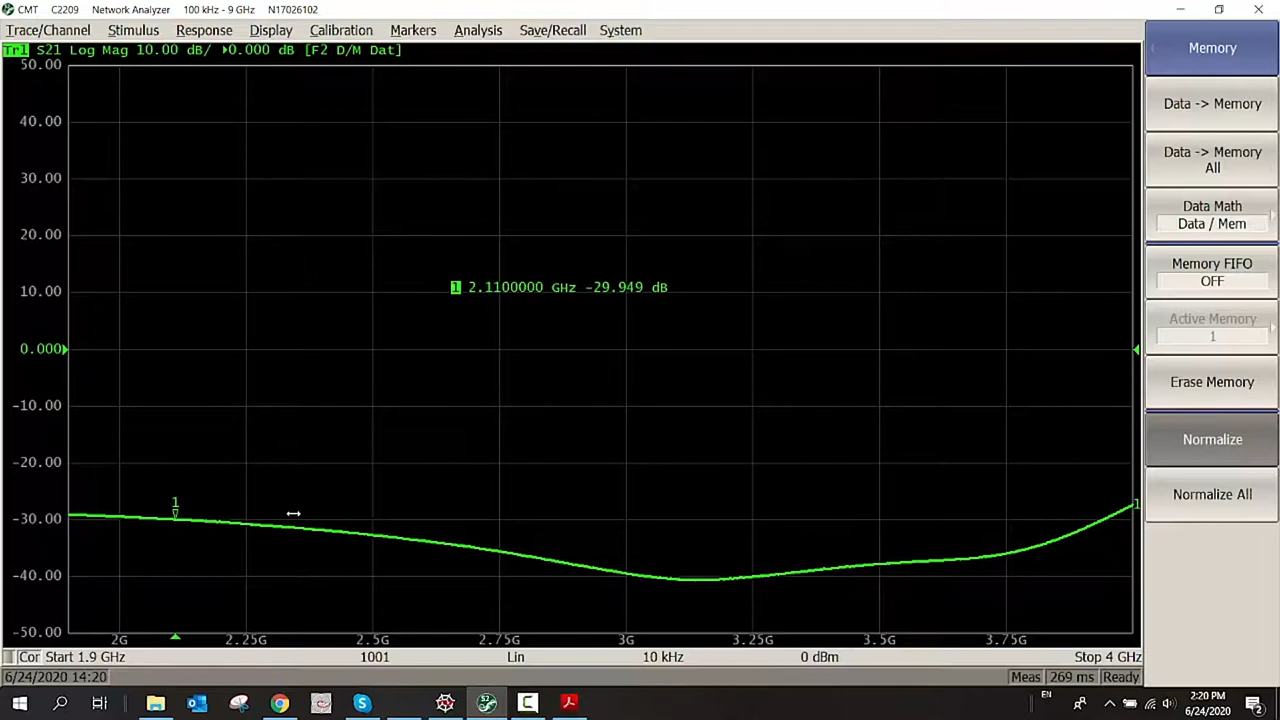 CMT C2209 Network Analyzer 100 kHz - 9 GHz N17026102
Trace/Channel Stimulus Response Display Calibration Markers Analysis Save/Recall System
Tr1 S21 Log Mag 10.00 dB/ 0.000 dB [F2 D/M Dat]
50.00
40.00
30.00
20.00
10.00
0.000
-10.00
-20.00
-30.00
-40.00
-50.00
1 2.1100000 GHz -29.949 dB
1
1
2G 2.25G 2.5G 2.75G 3G 3.25G 3.5G 3.75G
Cor Start 1.9 GHz 1001 Lin 10 kHz 0 dBm Stop 4 GHz
6/24/2020 14:20 Meas 269 ms Ready
Memory
Data -> Memory
Data -> Memory
All
Data Math
Data / Mem
Memory FIFO
OFF
Active Memory
1
Erase Memory
Normalize
Normalize All
EN
2:20 PM
6/24/2020
2